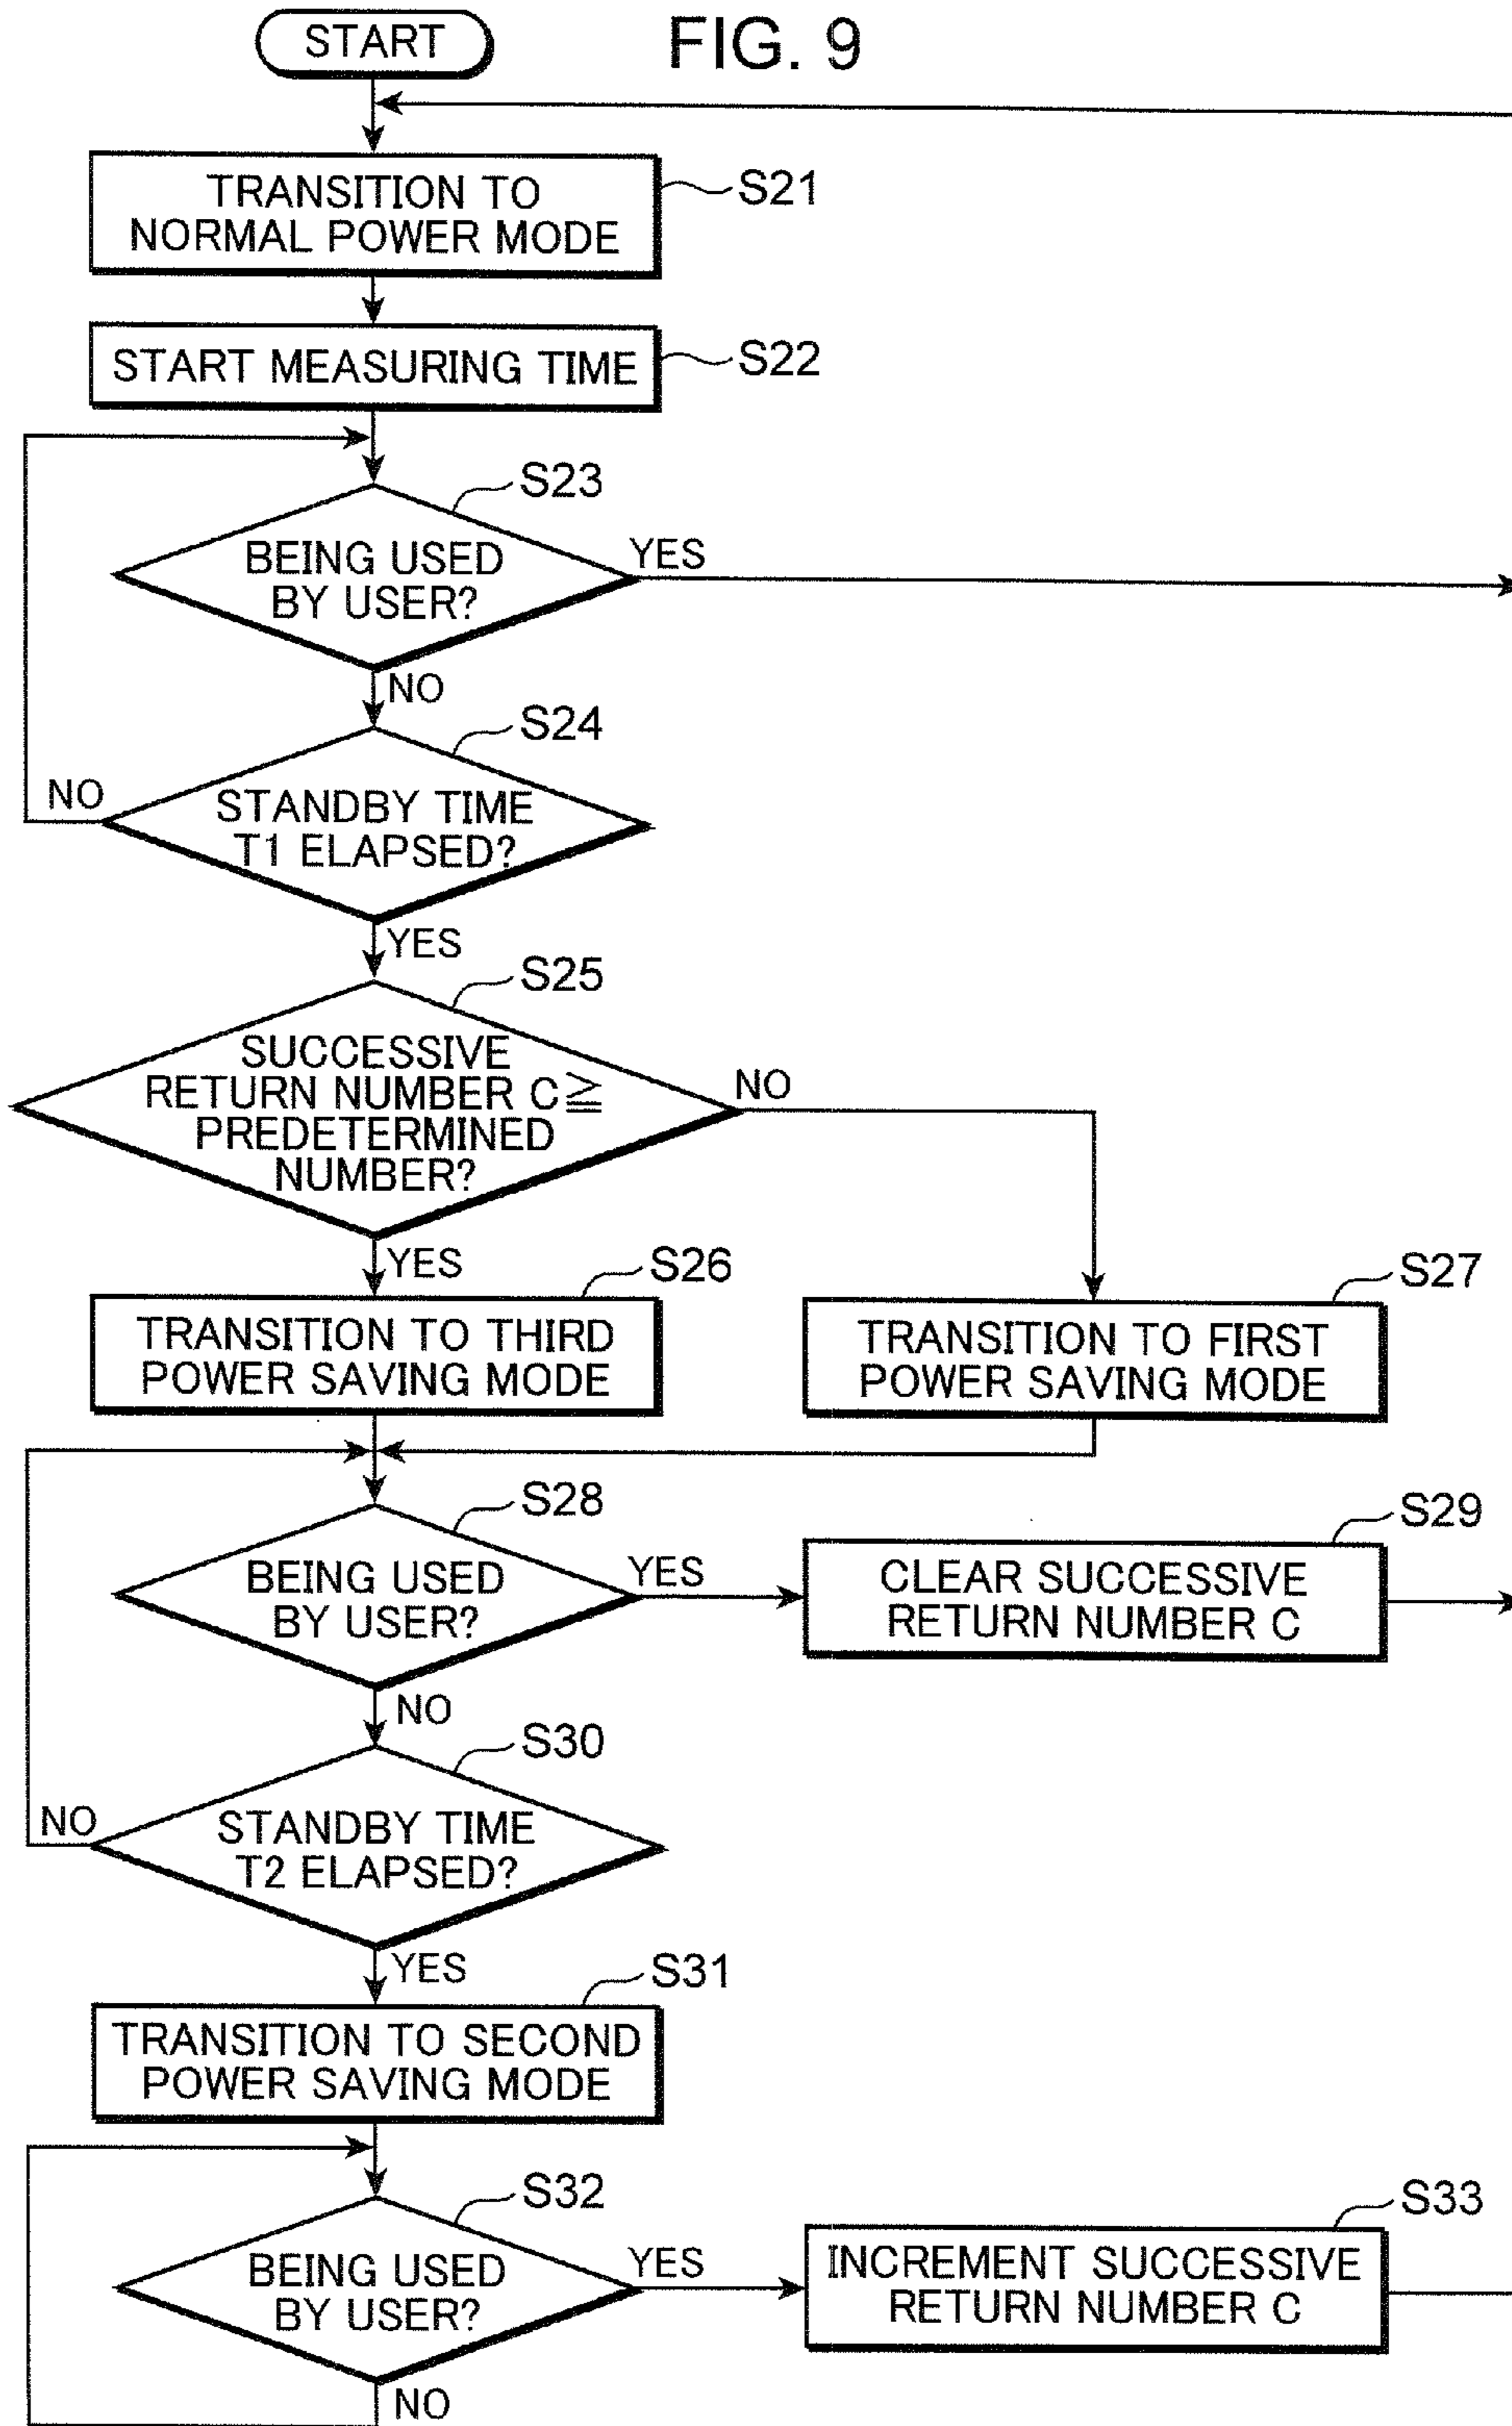 FIG. 9
START
TRANSITION TO
NORMAL POWER MODE
S21
START MEASURING TIME
S22
S23
BEING USED
BY USER?
YES
NO
S24
STANDBY TIME
T1 ELAPSED?
NO
YES
S25
SUCCESSIVE
RETURN NUMBER C≧
PREDETERMINED
NUMBER?
NO
YES
S26
TRANSITION TO THIRD
POWER SAVING MODE
S27
TRANSITION TO FIRST
POWER SAVING MODE
S28
BEING USED
BY USER?
YES
S29
CLEAR SUCCESSIVE
RETURN NUMBER C
NO
S30
STANDBY TIME
T2 ELAPSED?
NO
YES
S31
TRANSITION TO SECOND
POWER SAVING MODE
S32
BEING USED
BY USER?
YES
S33
INCREMENT SUCCESSIVE
RETURN NUMBER C
NO